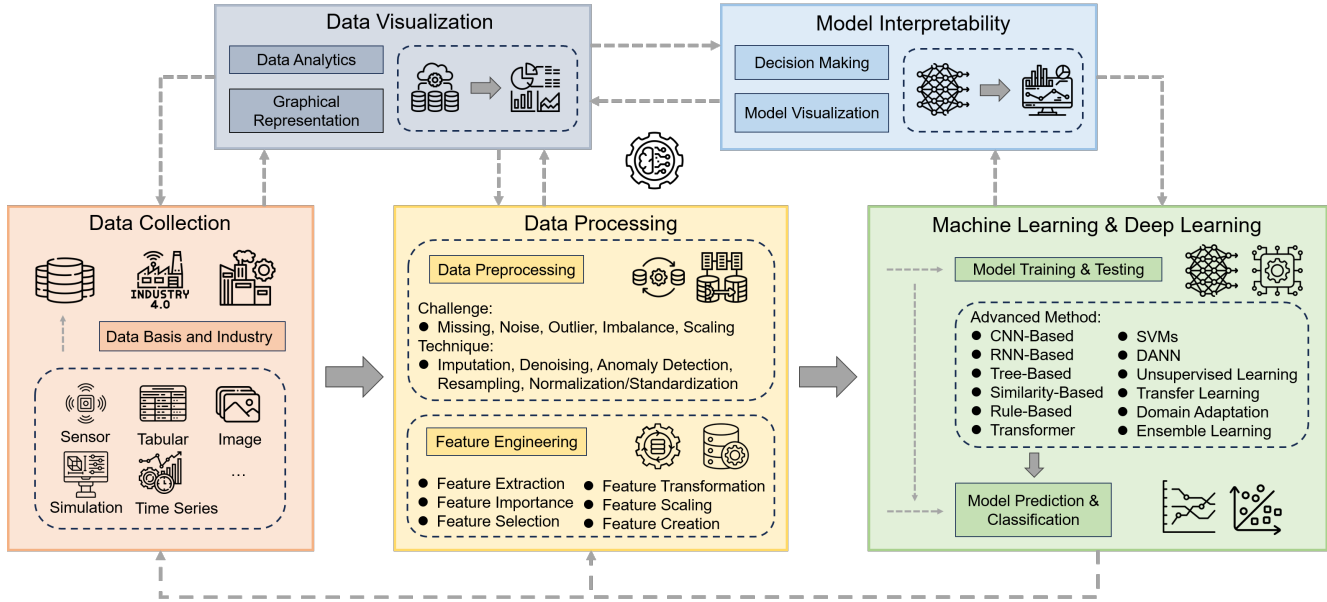 Data Visualization
Data Analytics
Graphical
Representation
Model Interpretability
Decision Making
Model Visualization
Data Collection
INDUSTRY
4.0
Data Basis and Industry
Sensor
Tabular
Image
Simulation
Time Series
...
Data Processing
Data Preprocessing
Challenge:
● Missing, Noise, Outlier, Imbalance, Scaling
Technique:
● Imputation, Denoising, Anomaly Detection,
Resampling, Normalization/Standardization
Feature Engineering
● Feature Extraction
● Feature Importance
● Feature Selection
● Feature Transformation
● Feature Scaling
● Feature Creation
Machine Learning & Deep Learning
Model Training & Testing
Advanced Method:
● CNN-Based
● RNN-Based
● Tree-Based
● Similarity-Based
● Rule-Based
● Transformer
● SVMs
● DANN
● Unsupervised Learning
● Transfer Learning
● Domain Adaptation
● Ensemble Learning
Model Prediction &
Classification